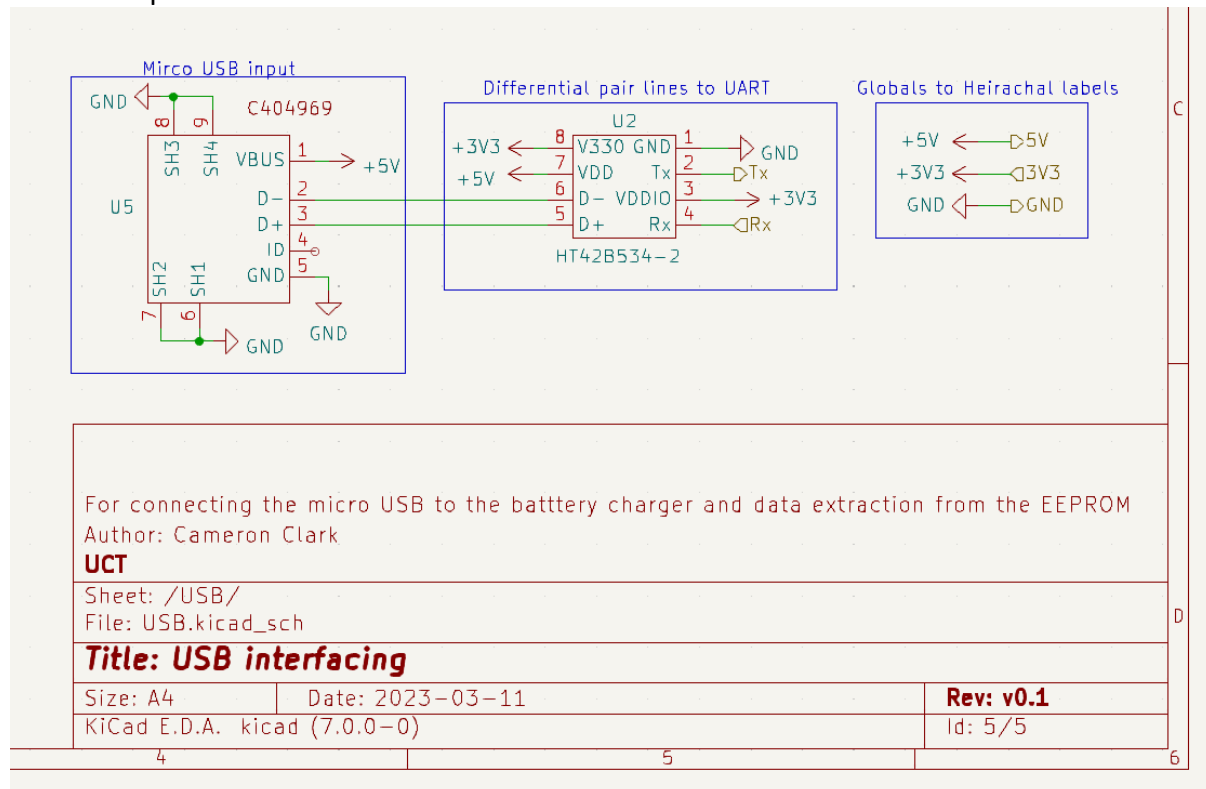 Mirco USB input
GND
C404969
8
9
SH3
SH4
VBUS
1
+5V
D-
2
U5
D+
3
ID
4
GND
5
SH2
SH1
7
6
GND
GND
Differential pair lines to UART
U2
+3V3
8
V330
GND
1
GND
+5V
7
VDD
Tx
2
Tx
6
D-
VDDIO
3
+3V3
5
D+
Rx
4
Rx
HT42B534-2
Globals to Heirachal labels
+5V
5V
+3V3
3V3
GND
GND
C
For connecting the micro USB to the batttery charger and data extraction from the EEPROM
Author: Cameron Clark
UCT
Sheet: /USB/
File: USB.kicad_sch
D
Title: USB interfacing
Size: A4
Date: 2023-03-11
Rev: v0.1
KiCad E.D.A. kicad (7.0.0-0)
Id: 5/5
4
5
6